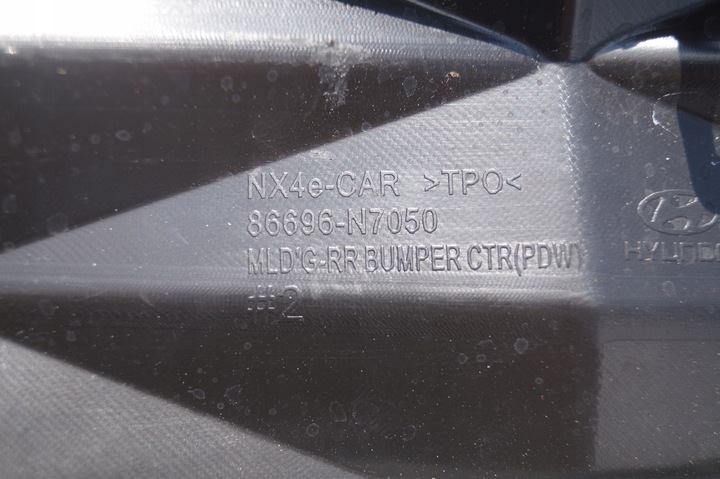 NX4e-CAR >TPO<
86696-N7050
MLD'G-RR BUMPER CTR(PDW)
#2
HYUNDAI